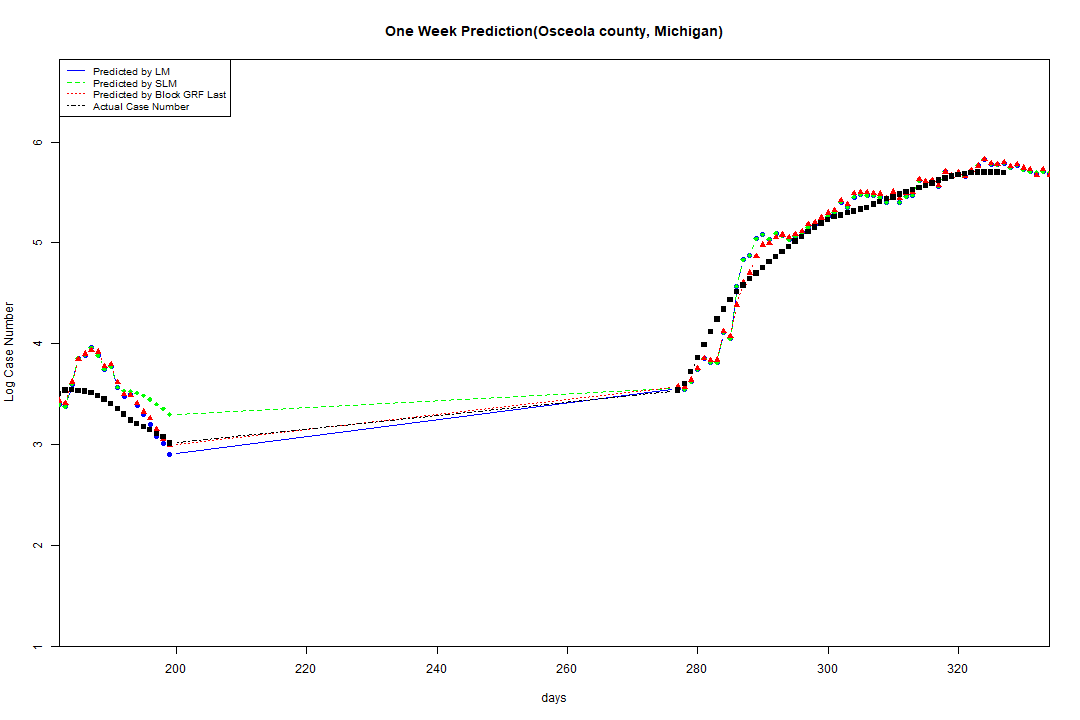 One Week Prediction(Osceola county, Michigan)
Predicted by LM
Predicted by SLM
Predicted by Block GRF Last
Actual Case Number
6
5
4
3
2
1
Log Case Number
200 220 240 260 280 300 320
days